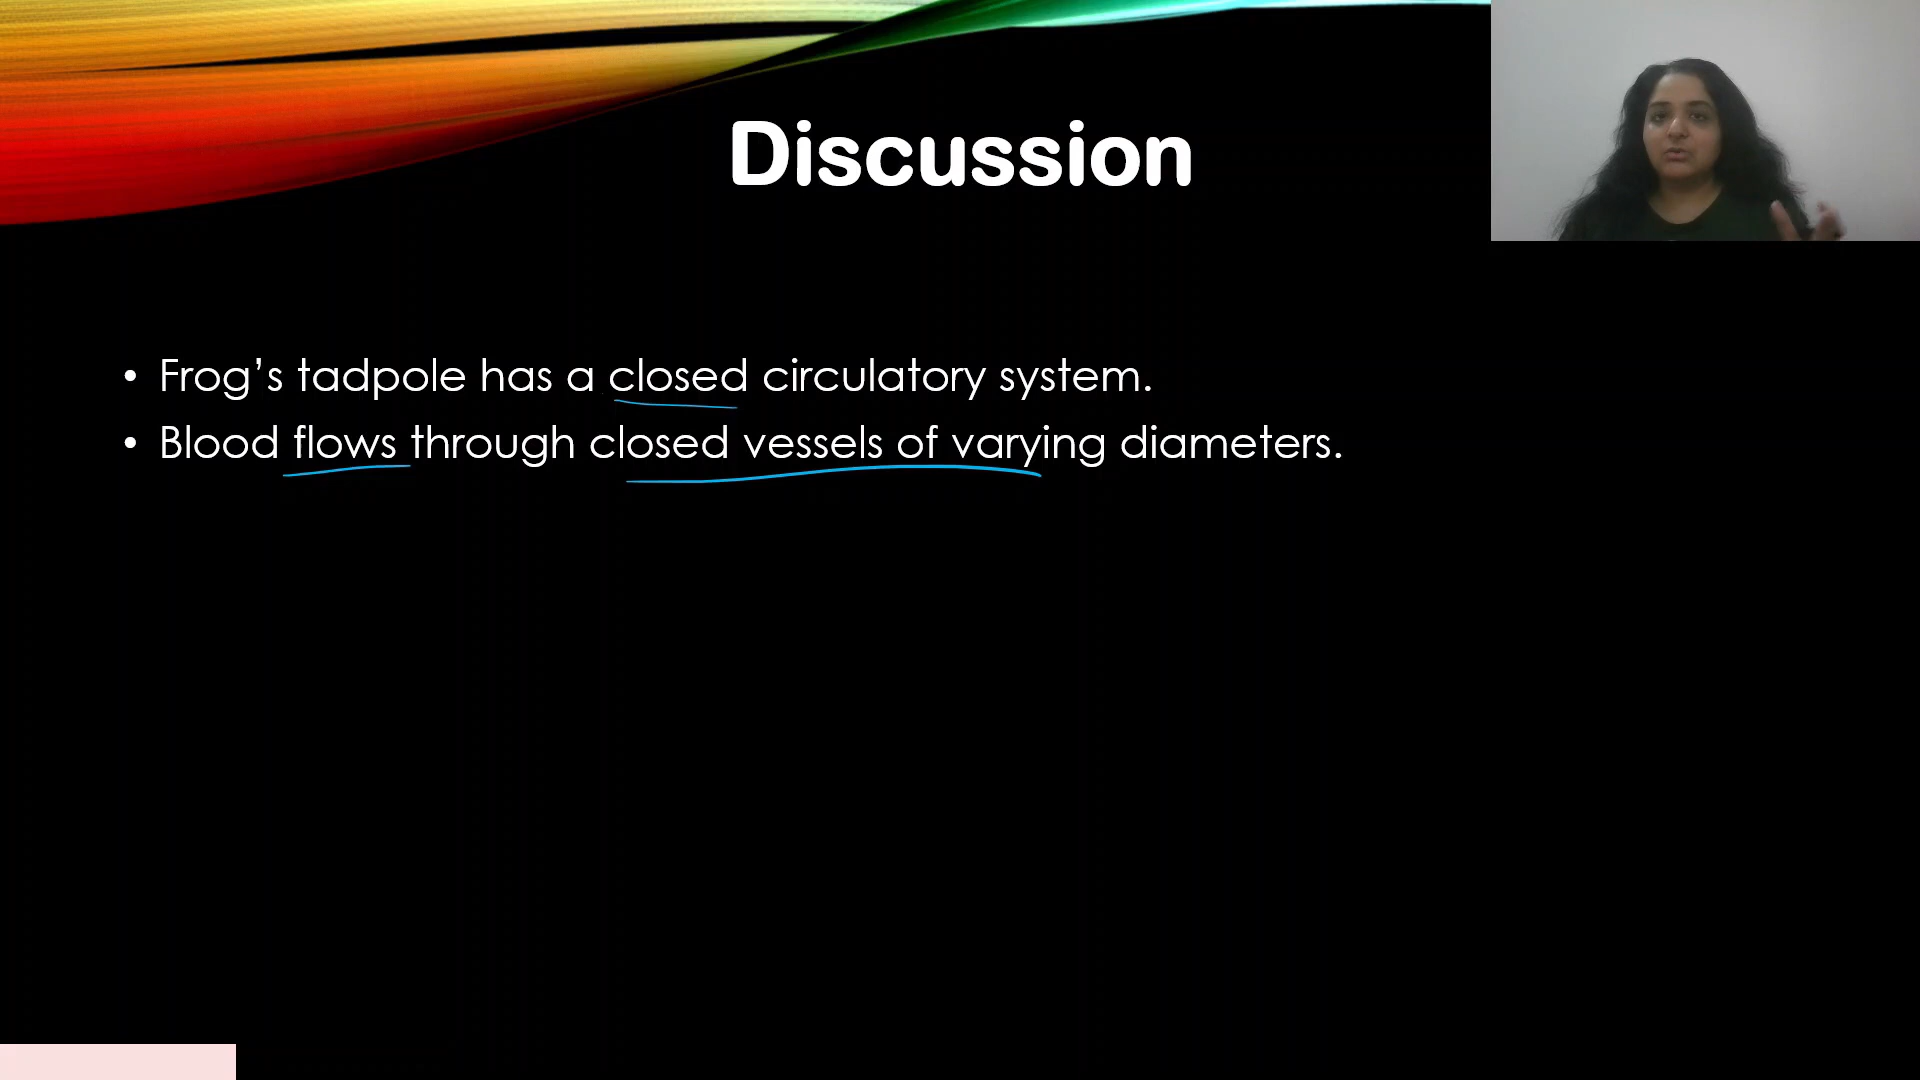 Discussion
• Frog’s tadpole has a closed circulatory system.
• Blood flows through closed vessels of varying diameters.